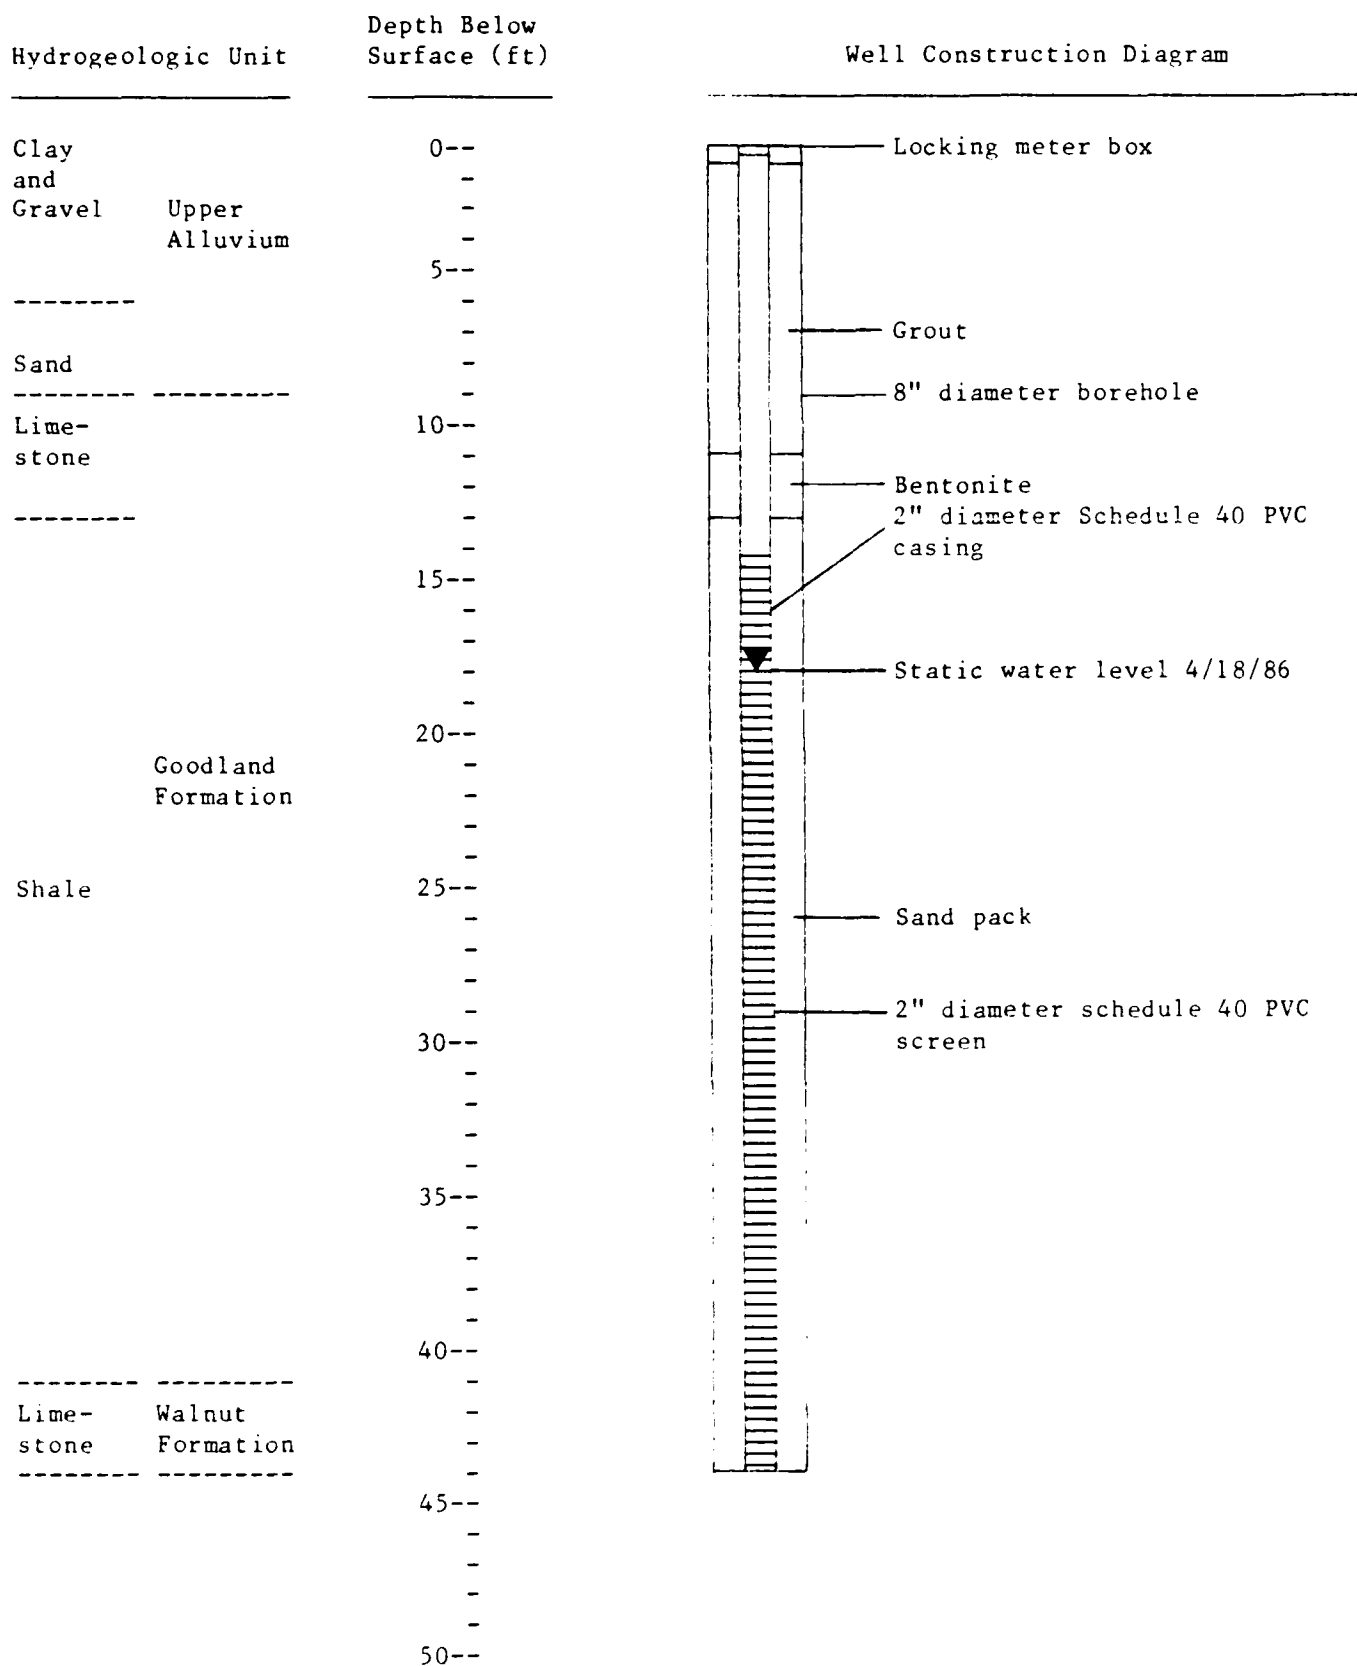 Depth Below
Hydrogeologic Unit Surface (ft) Well Construction Diagram
Clay 0-- Locking meter box
and
Gravel Upper
Alluvium
5--
Grout
Sand
8" diameter borehole
Lime- 10--
stone
Bentonite
2" diameter Schedule 40 PVC
casing
15--
Static water level 4/18/86
20--
Goodland
Formation
Shale 25--
Sand pack
2" diameter schedule 40 PVC
30-- screen
35--
40--
Lime- Walnut
stone Formation
45--
50--